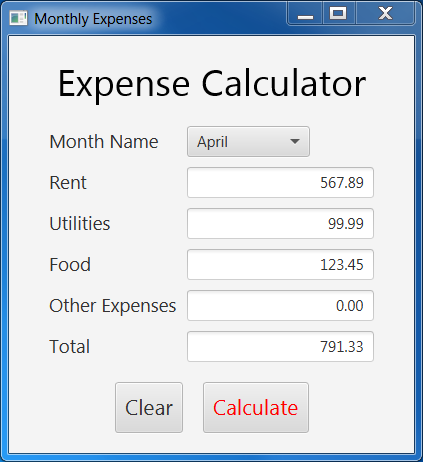 Monthly Expenses
Expense Calculator
Month Name April
Rent 567.89
Utilities 99.99
Food 123.45
Other Expenses 0.00
Total 791.33
Clear Calculate